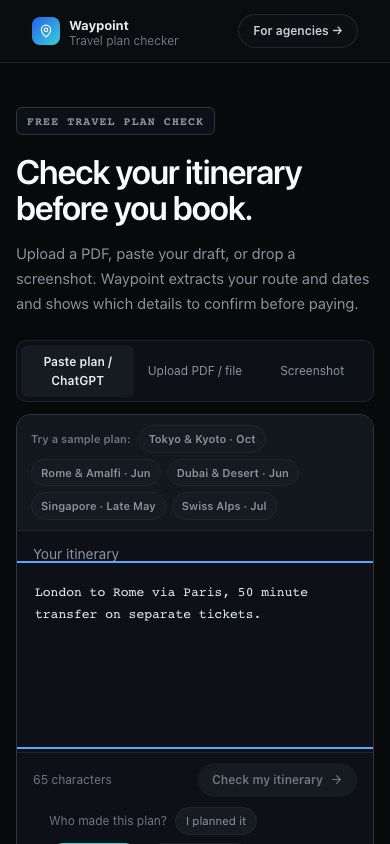 Waypoint
Travel plan checker
For agencies →
FREE TRAVEL PLAN CHECK
Check your itinerary
before you book.
Upload a PDF, paste your draft, or drop a
screenshot. Waypoint extracts your route and dates
and shows which details to confirm before paying.
Paste plan /
ChatGPT
Upload PDF / file
Screenshot
Try a sample plan:
Tokyo & Kyoto · Oct
Rome & Amalfi · Jun
Dubai & Desert · Jun
Singapore · Late May
Swiss Alps · Jul
Your itinerary
London to Rome via Paris, 50 minute
transfer on separate tickets.
65 characters
Check my itinerary →
Who made this plan?
I planned it